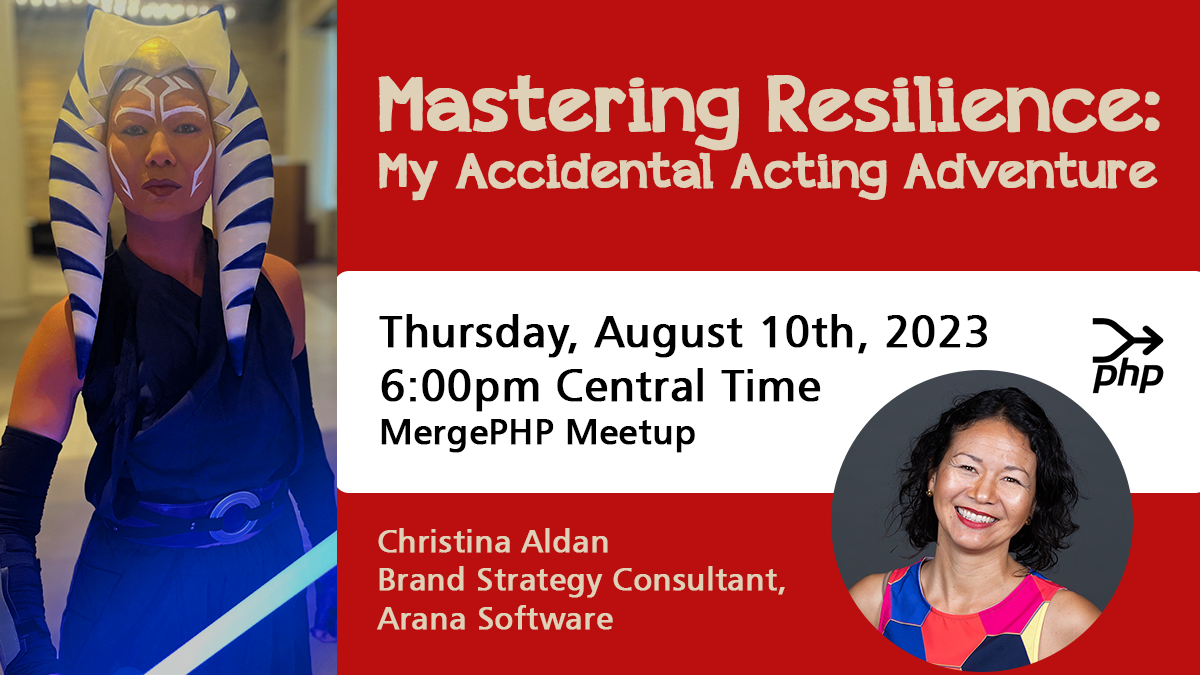 Mastering Resilience:
My Accidental Acting Adventure
Thursday, August 10th, 2023
6:00pm Central Time
MergePHP Meetup
php
Christina Aldan
Brand Strategy Consultant,
Arana Software